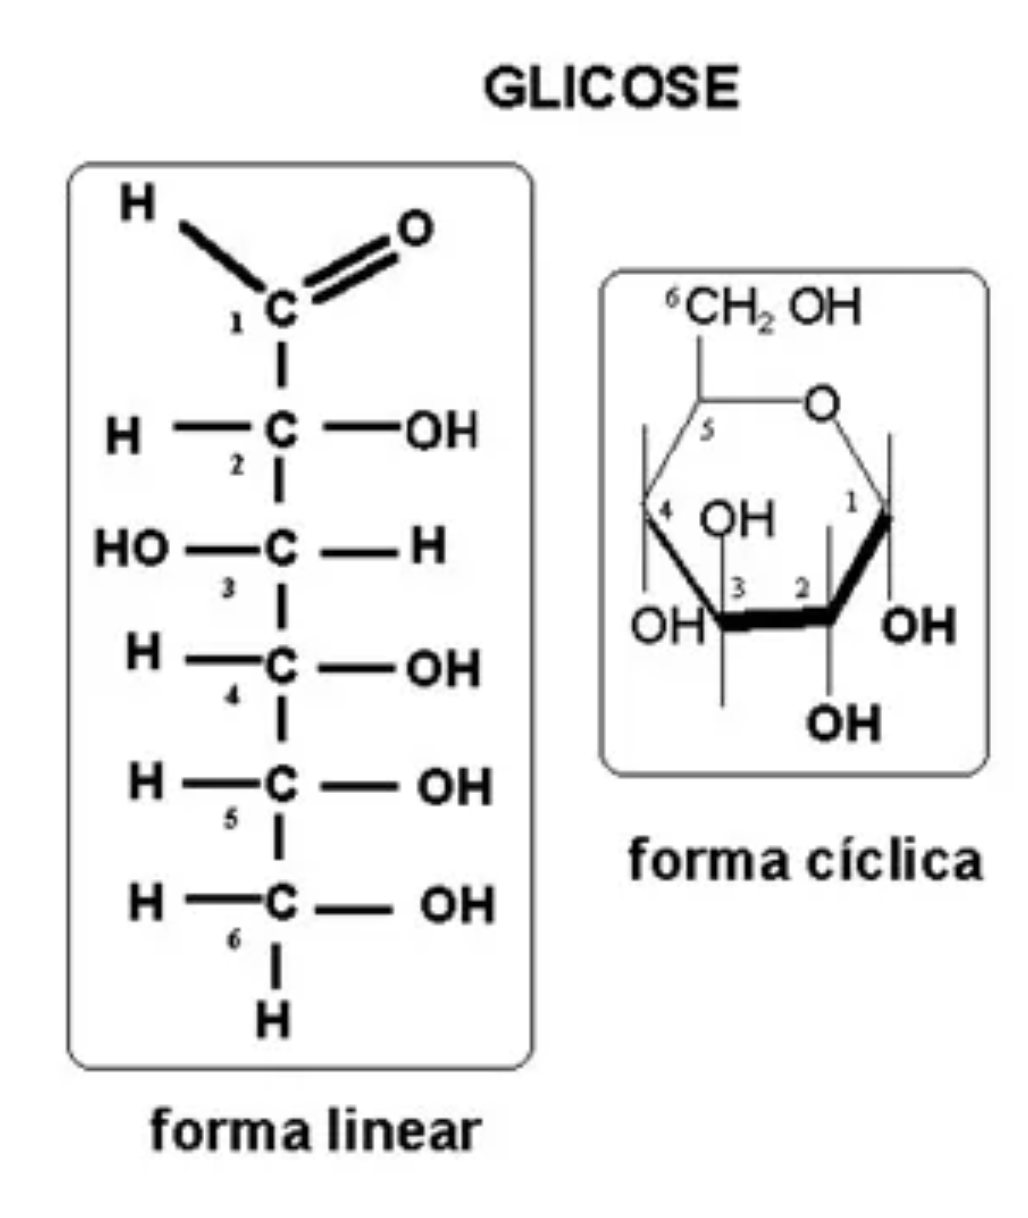 GLICOSE
H
O
C
1
H C OH
2
HO C H
3
H C OH
4
H C OH
5
H C OH
6
H
forma linear
6CH2 OH
O
5
4 OH 1
3 2
OH OH
OH
forma cíclica